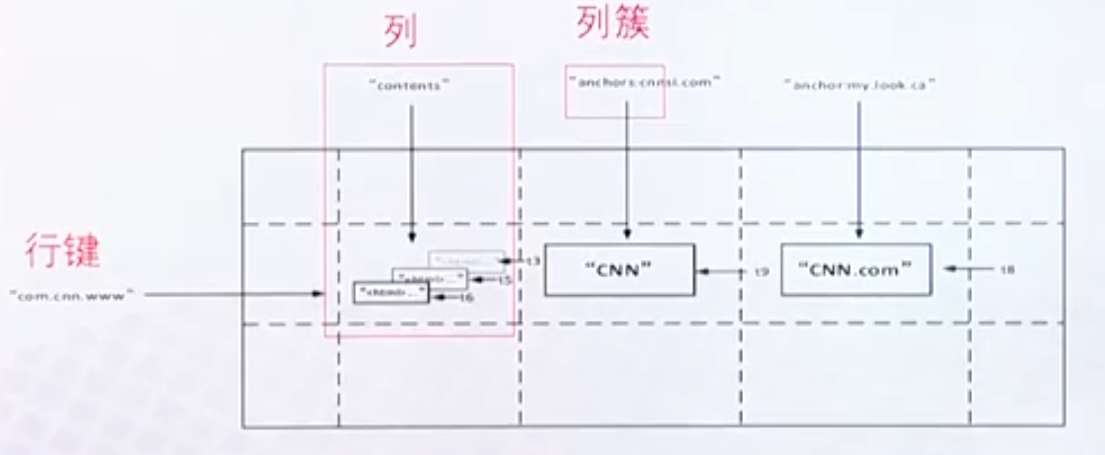 列
列簇
"contents"
"anchors:cnnsi.com"
"anchor:my.look.ca"
行键
"com.cnn.www"
"<html>..."
t3
"<html>..."
t5
"<html>..."
t6
"CNN"
t9
"CNN.com"
t8